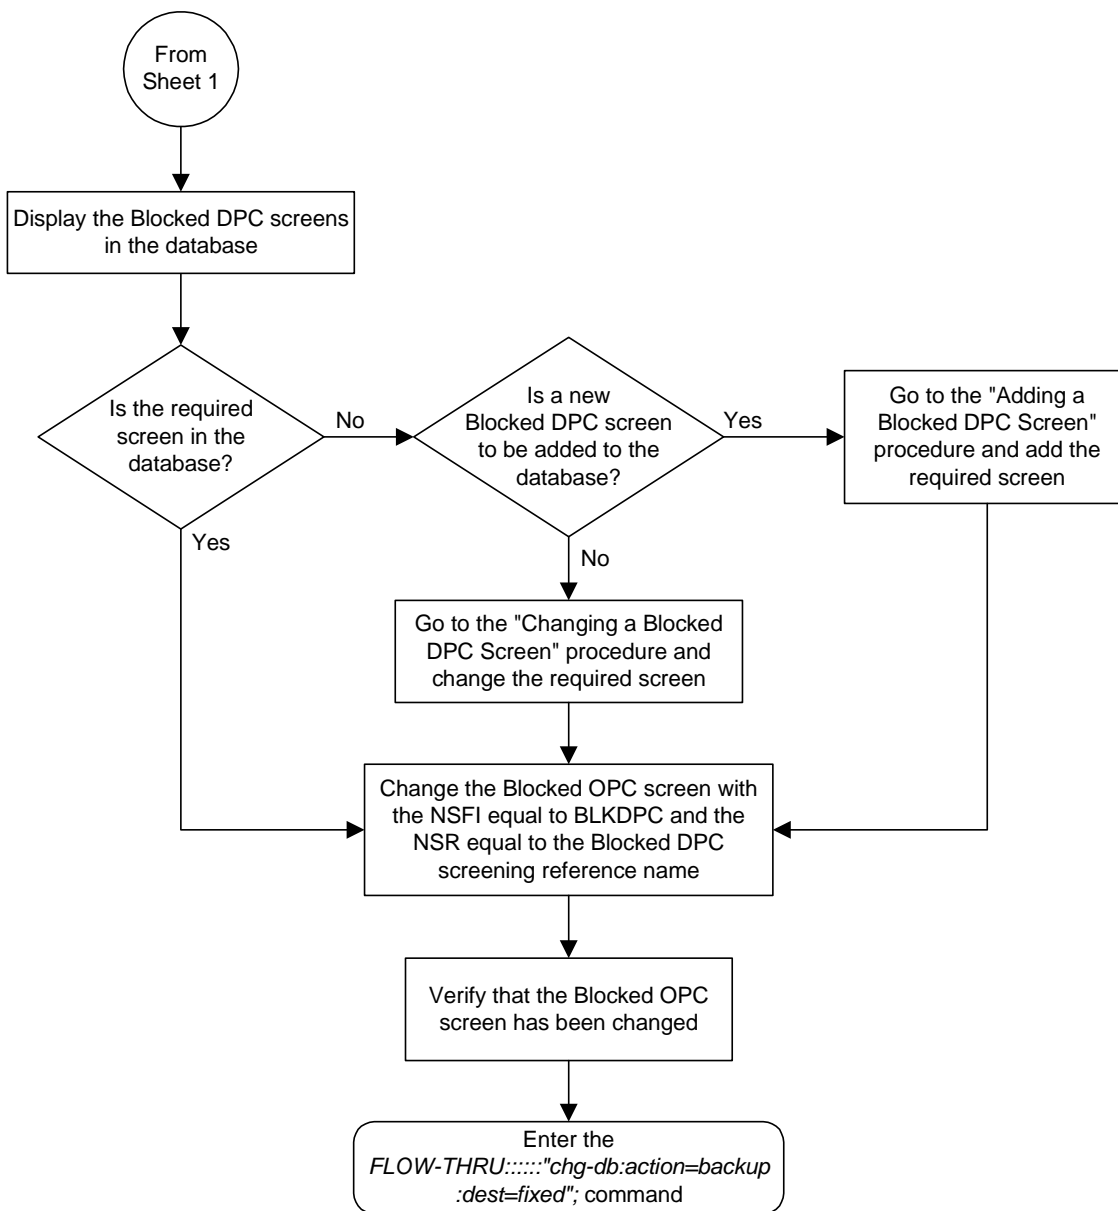 From
Sheet 1
Display the Blocked DPC screens
in the database
Is the required
screen in the
database?
No
Yes
Is a new
Blocked DPC screen
to be added to the
database?
Yes
No
Go to the "Adding a
Blocked DPC Screen"
procedure and add the
required screen
Go to the "Changing a Blocked
DPC Screen" procedure and
change the required screen
Change the Blocked OPC screen with
the NSFI equal to BLKDPC and the
NSR equal to the Blocked DPC
screening reference name
Verify that the Blocked OPC
screen has been changed
Enter the
FLOW-THRU::::::"chg-db:action=backup
:dest=fixed"; command